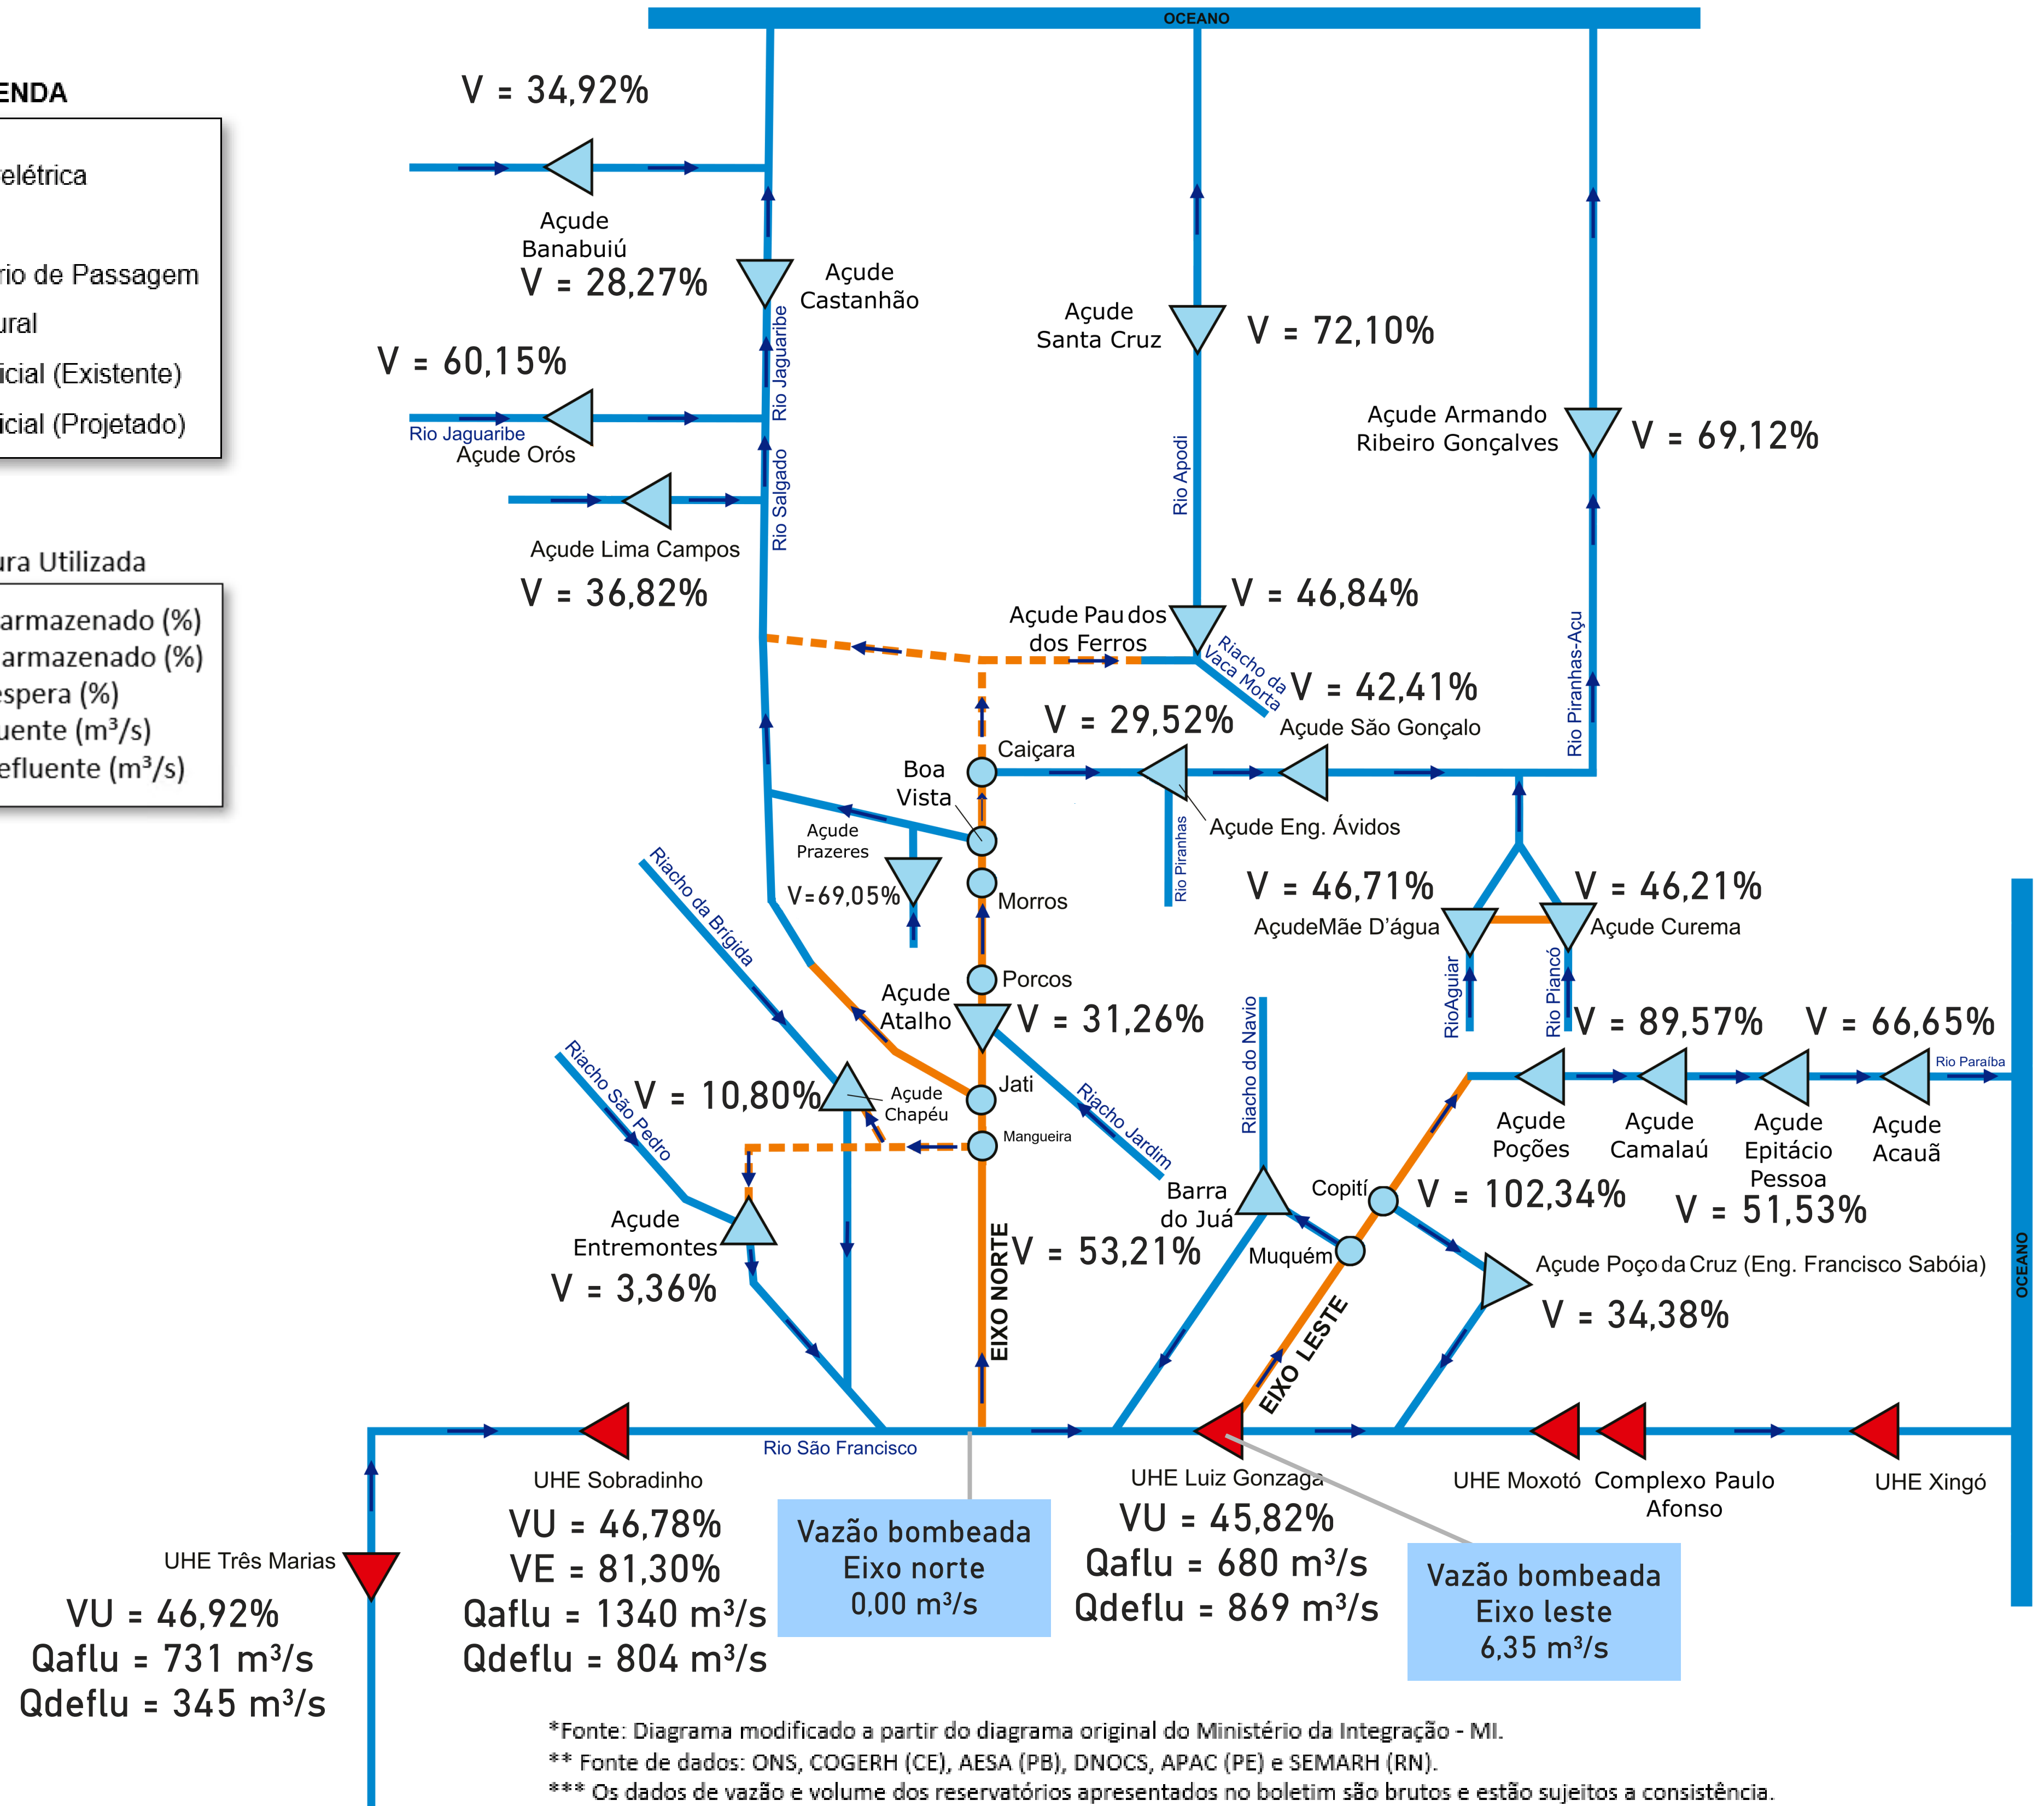 OCEANO
V = 34,92%
ENDA
relétrica
rio de Passagem
ural
icial (Existente)
icial (Projetado)
Açude
Banabuiú
V = 28,27%
Açude
Castanhão
Rio Jaguaribe
V = 60,15%
Rio Jaguaribe
Açude Orós
Rio Salgado
Açude Lima Campos
V = 36,82%
Açude
Santa Cruz
V = 72,10%
Rio Apodi
Açude Armando
Ribeiro Gonçalves
V = 69,12%
Rio Piranhas-Açu
ura Utilizada
armazenado (%)
armazenado (%)
espera (%)
uente (m³/s)
efluente (m³/s)
Açude Pau dos
dos Ferros
V = 46,84%
Riacho da
Vaca Morta
V = 42,41%
Açude São Gonçalo
V = 29,52%
Caiçara
Boa
Vista
Açude Eng. Ávidos
Rio Piranhas
Açude
Prazeres
V=69,05%
Morros
Riacho da Brígida
V = 46,71%
AçudeMãe D'água
V = 46,21%
Açude Curema
RioAguiar
Rio Piancó
Porcos
Açude
Atalho
V = 31,26%
Riacho Jardim
Jati
Mangueira
Riacho São Pedro
V = 10,80%
Açude
Chapéu
Riacho do Navio
V = 89,57%
V = 66,65%
Rio Paraíba
Açude
Poções
Açude
Camalaú
Açude
Epitácio
Pessoa
Açude
Acauã
V = 102,34%
V = 51,53%
Açude
Entremontes
V = 3,36%
EIXO NORTE
Barra
do Juá
V = 53,21%
Copití
Muquém
Açude Poço da Cruz (Eng. Francisco Sabóia)
V = 34,38%
EIXO LESTE
OCEANO
Rio São Francisco
UHE Sobradinho
VU = 46,78%
VE = 81,30%
Qaflu = 1340 m³/s
Qdeflu = 804 m³/s
Vazão bombeada
Eixo norte
0,00 m³/s
UHE Luiz Gonzaga
VU = 45,82%
Qaflu = 680 m³/s
Qdeflu = 869 m³/s
Vazão bombeada
Eixo leste
6,35 m³/s
UHE Moxotó
Complexo Paulo
Afonso
UHE Xingó
UHE Três Marias
VU = 46,92%
Qaflu = 731 m³/s
Qdeflu = 345 m³/s
*Fonte: Diagrama modificado a partir do diagrama original do Ministério da Integração - MI.
** Fonte de dados: ONS, COGERH (CE), AESA (PB), DNOCS, APAC (PE) e SEMARH (RN).
*** Os dados de vazão e volume dos reservatórios apresentados no boletim são brutos e estão sujeitos a consistência.